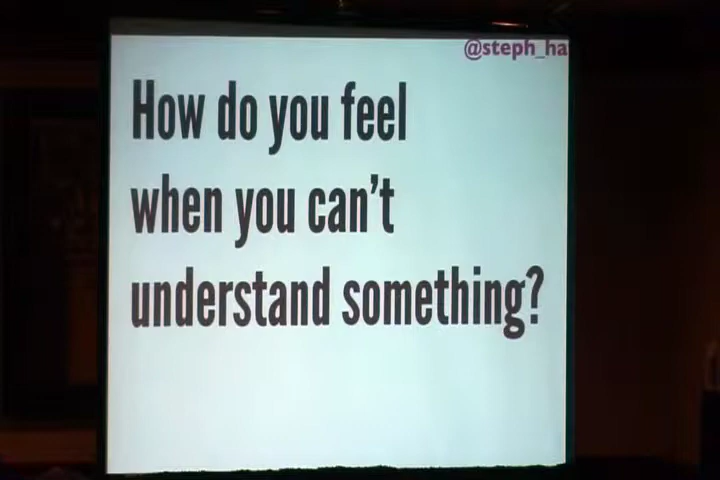 @steph_ha
How do you feel
when you can't
understand something?